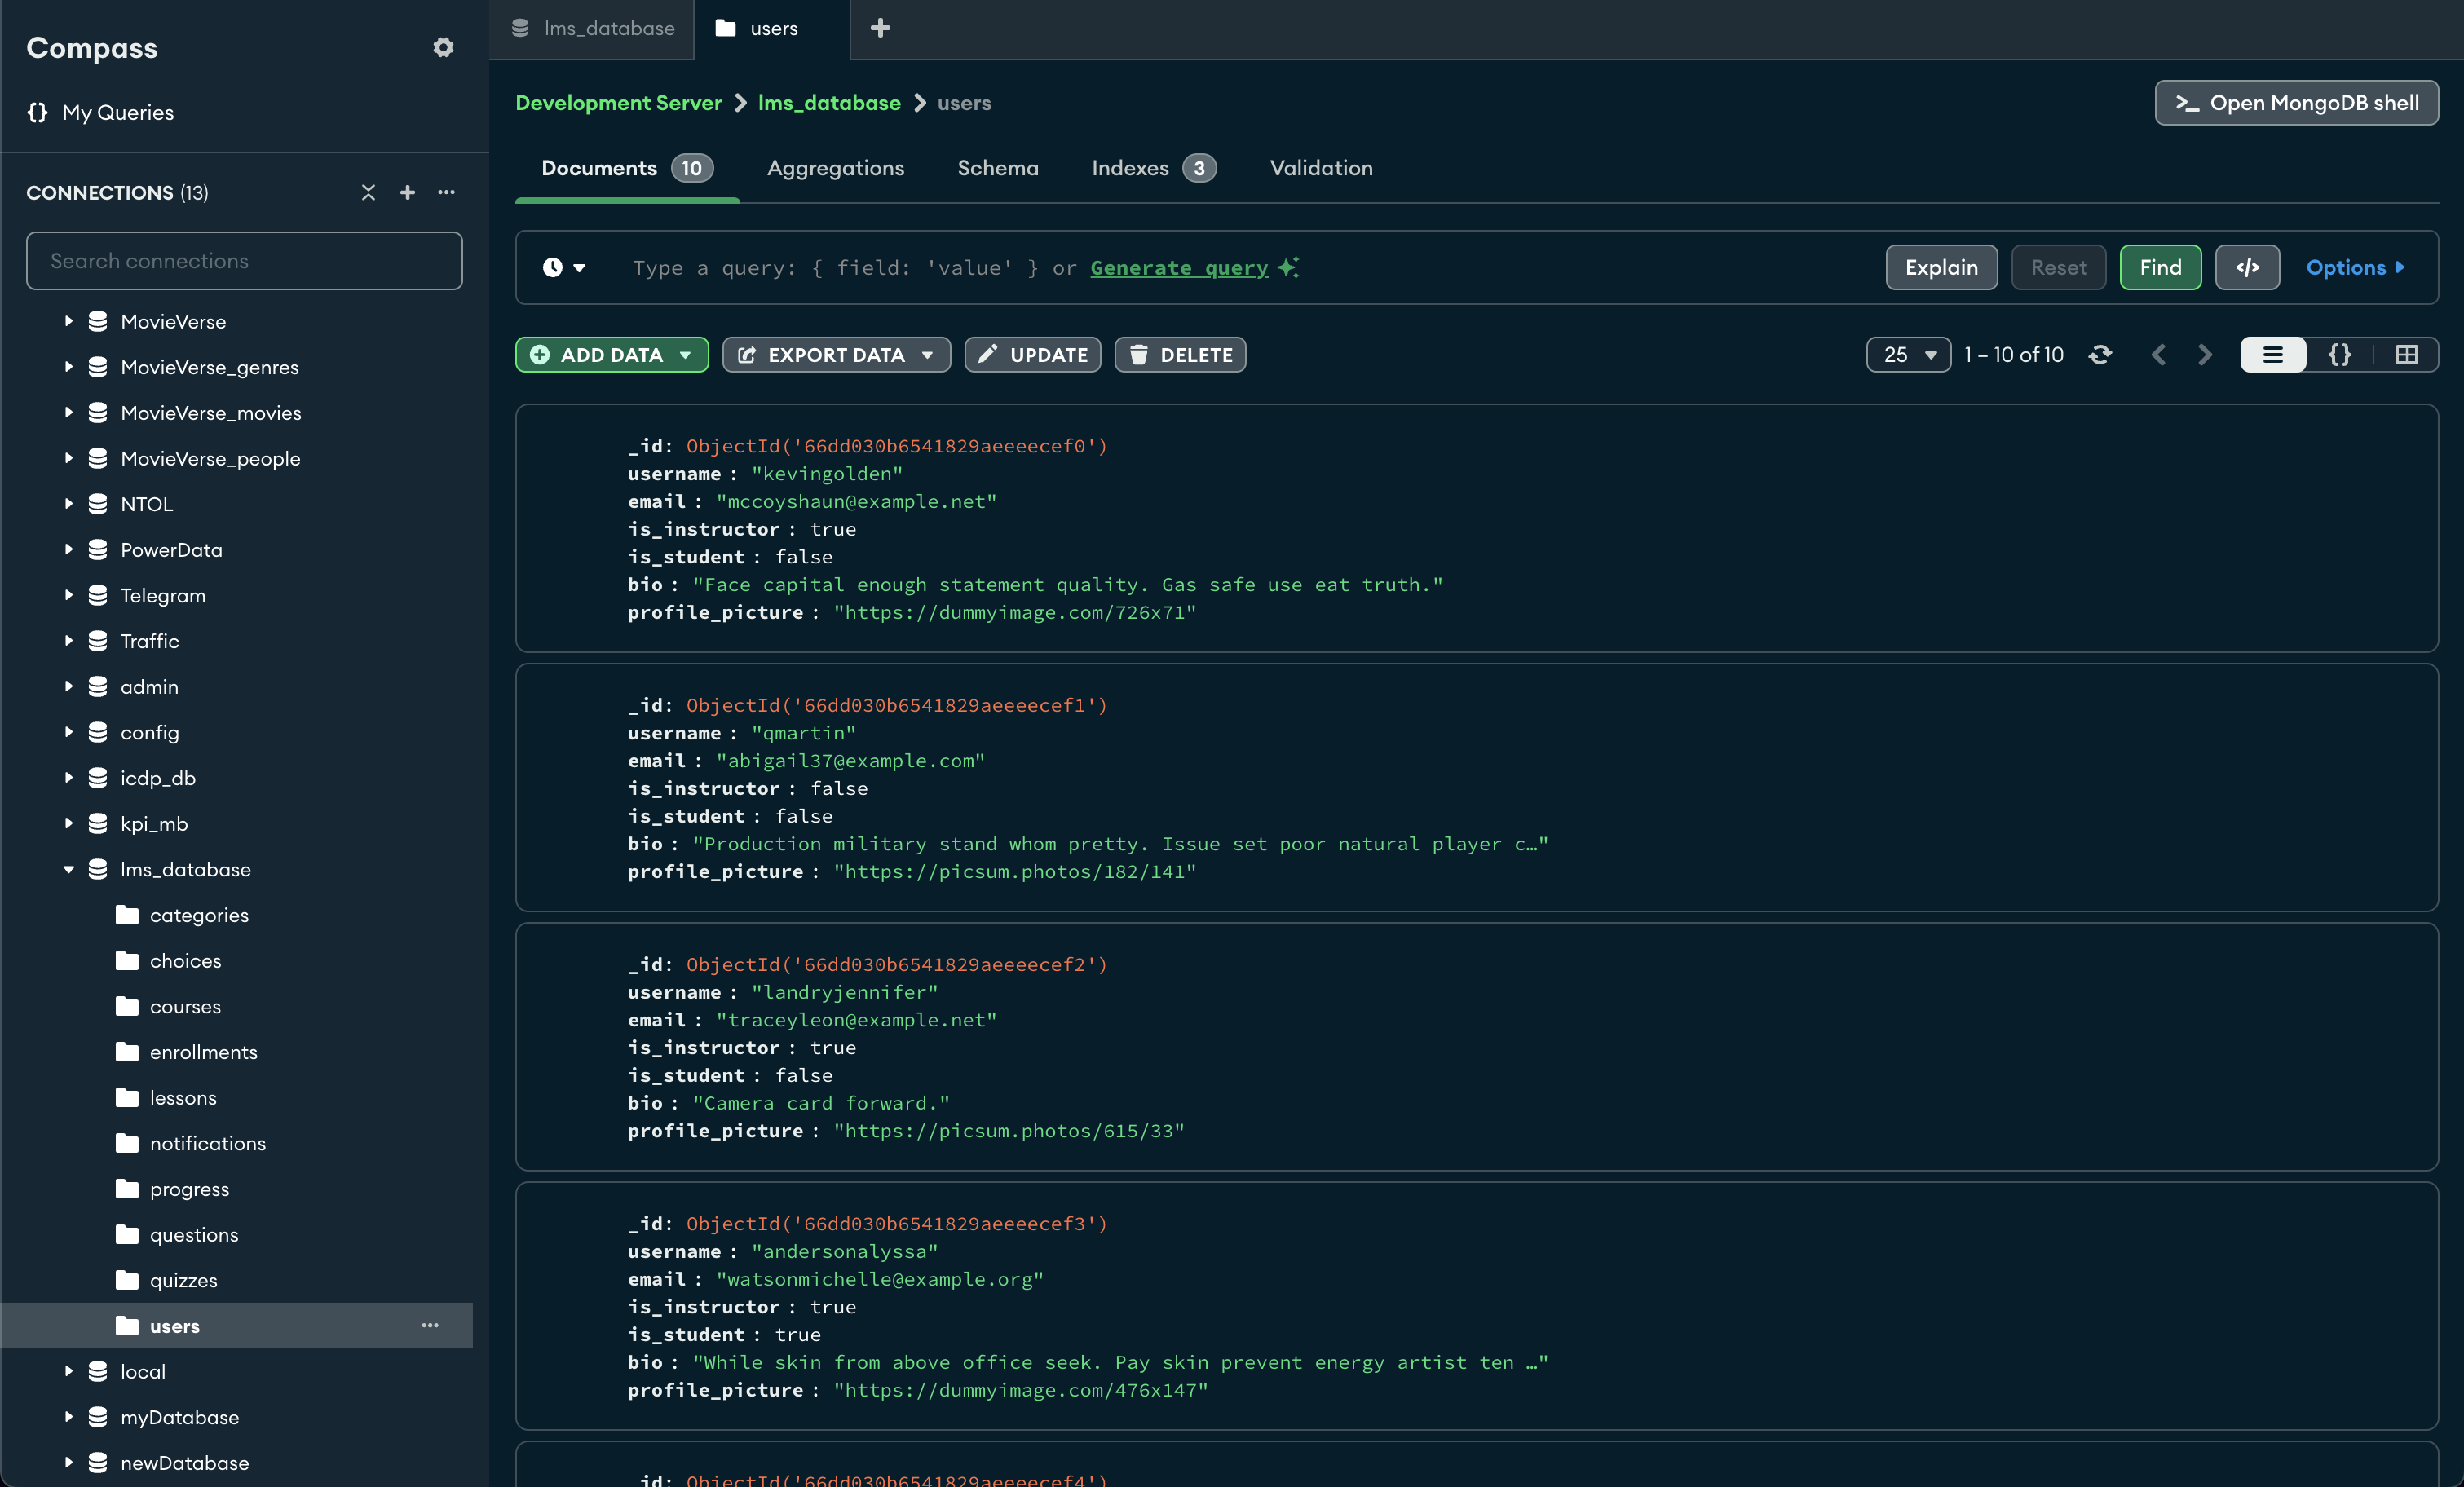 Compass
My Queries
CONNECTIONS (13)
Search connections
MovieVerse
MovieVerse_genres
MovieVerse_movies
MovieVerse_people
NTOL
PowerData
Telegram
Traffic
admin
config
icdp_db
kpi_mb
lms_database
categories
choices
courses
enrollments
lessons
notifications
progress
questions
quizzes
users
local
myDatabase
newDatabase
lms_database users
Development Server lms_database users
>_ Open MongoDB shell
Documents 10 Aggregations Schema Indexes 3 Validation
Type a query: { field: 'value' } or Generate query
Explain Reset Find </> Options
ADD DATA EXPORT DATA UPDATE DELETE
25 1 – 10 of 10 {}
_id: ObjectId('66dd030b6541829aeeeecef0')
username : "kevingolden"
email : "mccoyshaun@example.net"
is_instructor : true
is_student : false
bio : "Face capital enough statement quality. Gas safe use eat truth."
profile_picture : "https://dummyimage.com/726x71"
_id: ObjectId('66dd030b6541829aeeeecef1')
username : "qmartin"
email : "abigail37@example.com"
is_instructor : false
is_student : false
bio : "Production military stand whom pretty. Issue set poor natural player c…"
profile_picture : "https://picsum.photos/182/141"
_id: ObjectId('66dd030b6541829aeeeecef2')
username : "landryjennifer"
email : "traceyleon@example.net"
is_instructor : true
is_student : false
bio : "Camera card forward."
profile_picture : "https://picsum.photos/615/33"
_id: ObjectId('66dd030b6541829aeeeecef3')
username : "andersonalyssa"
email : "watsonmichelle@example.org"
is_instructor : true
is_student : true
bio : "While skin from above office seek. Pay skin prevent energy artist ten …"
profile_picture : "https://dummyimage.com/476x147"
_id: ObjectId('66dd030b6541829aeeeecef4')